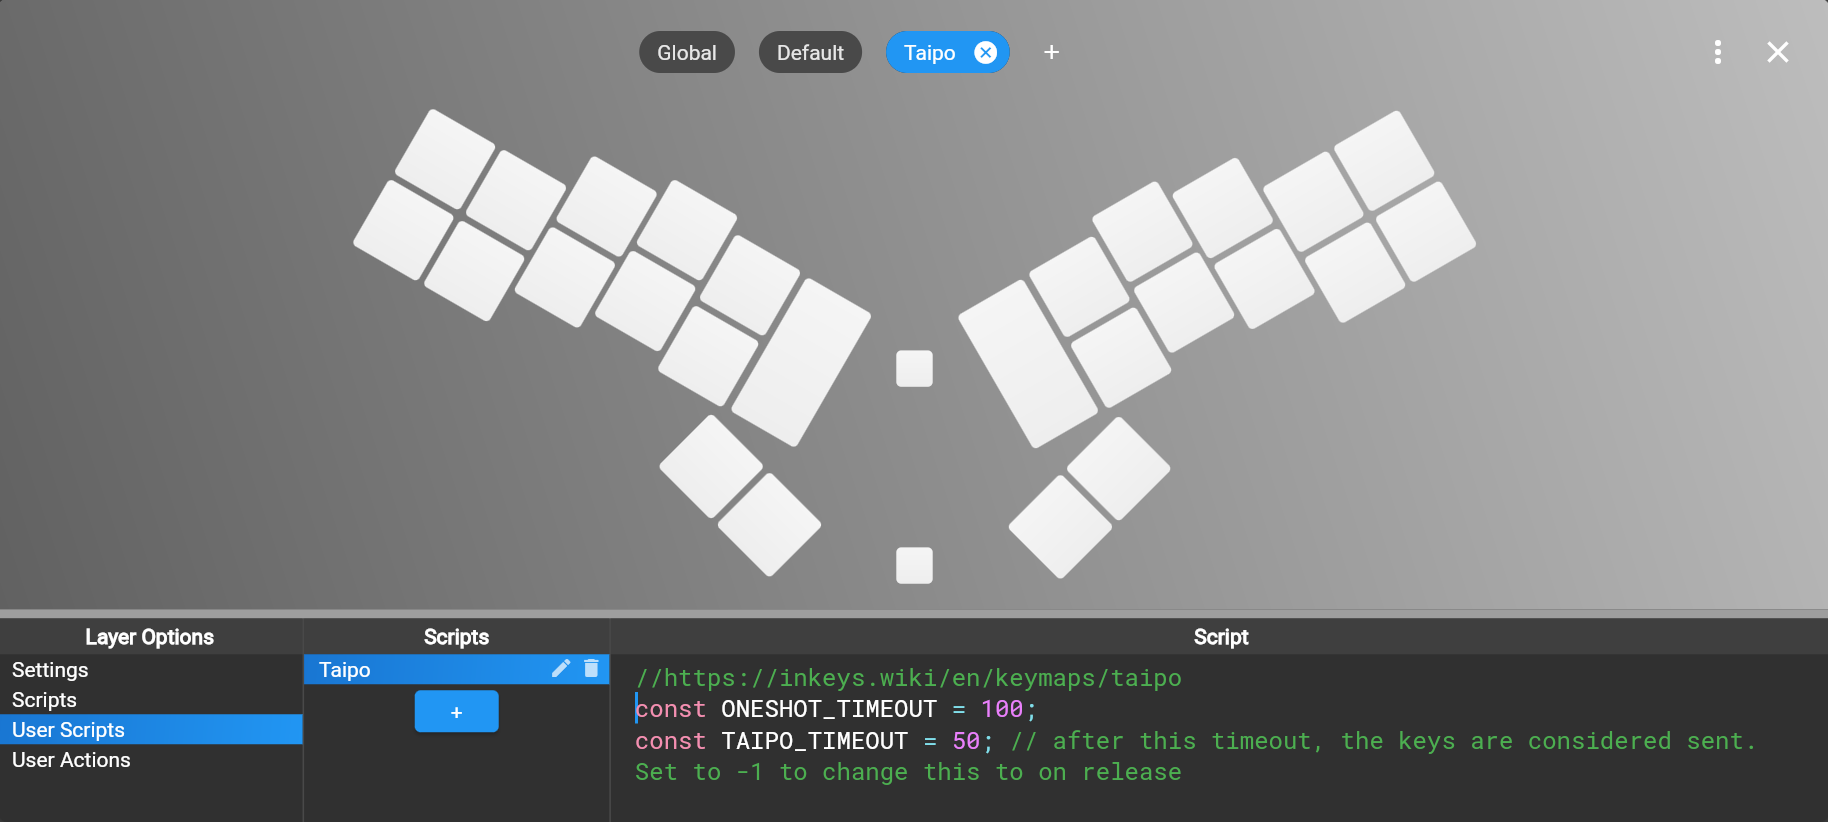 Global
Default
Taipo
+
Layer Options
Scripts
Script
Settings
Scripts
User Scripts
User Actions
Taipo
+
//https://inkeys.wiki/en/keymaps/taipo
const ONESHOT_TIMEOUT = 100;
const TAIPO_TIMEOUT = 50; // after this timeout, the keys are considered sent.
Set to -1 to change this to on release